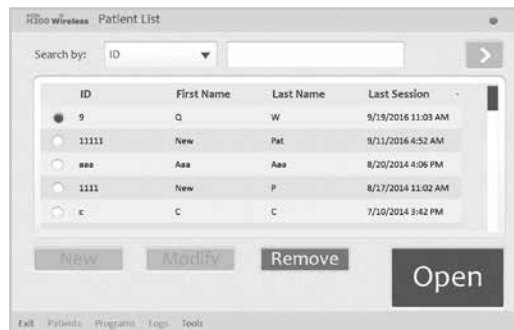 H200 Wireless Patient List
Search by: ID
ID First Name Last Name Last Session
9 Q W 9/19/2016 11:03 AM
11111 New Pat 9/11/2016 4:52 AM
aaa Aaa Aaa 8/20/2014 4:06 PM
1111 New P 8/17/2014 11:02 AM
c C C 7/10/2014 3:42 PM
New Modify Remove
Open
Exit Patients Programs Logs Tools